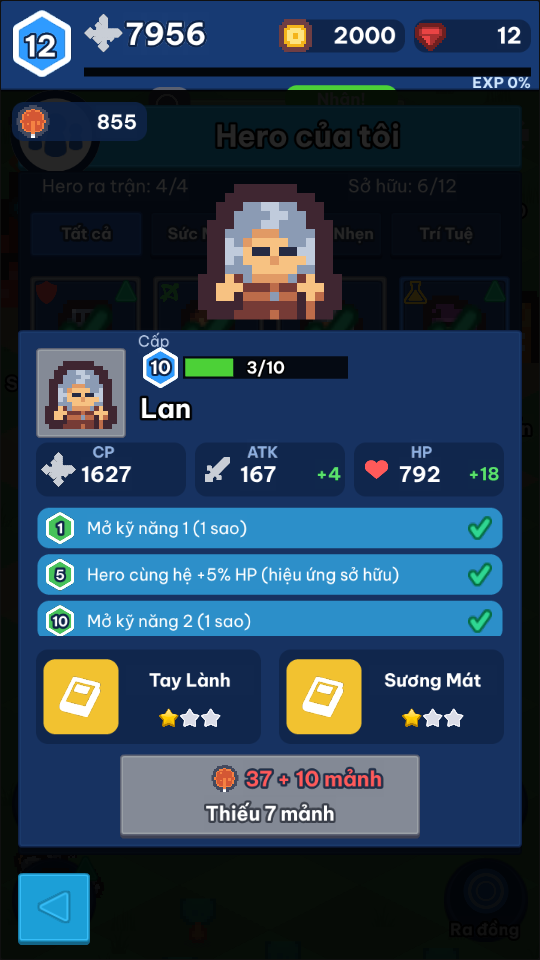 12
7956
2000
12
EXP 0%
855
Nhận!
Hero của tôi
Hero ra trận: 4/4
Sở hữu: 6/12
Tất cả
Nhẹn
Trí Tuệ
Cấp
10
3/10
Lan
CP
1627
ATK
167
+4
HP
792
+18
1
Mở kỹ năng 1 (1 sao)
5
Hero cùng hệ +5% HP (hiệu ứng sở hữu)
10
Mở kỹ năng 2 (1 sao)
Tay Lành
Sương Mát
37 + 10 mảnh
Thiếu 7 mảnh
Ra đồng